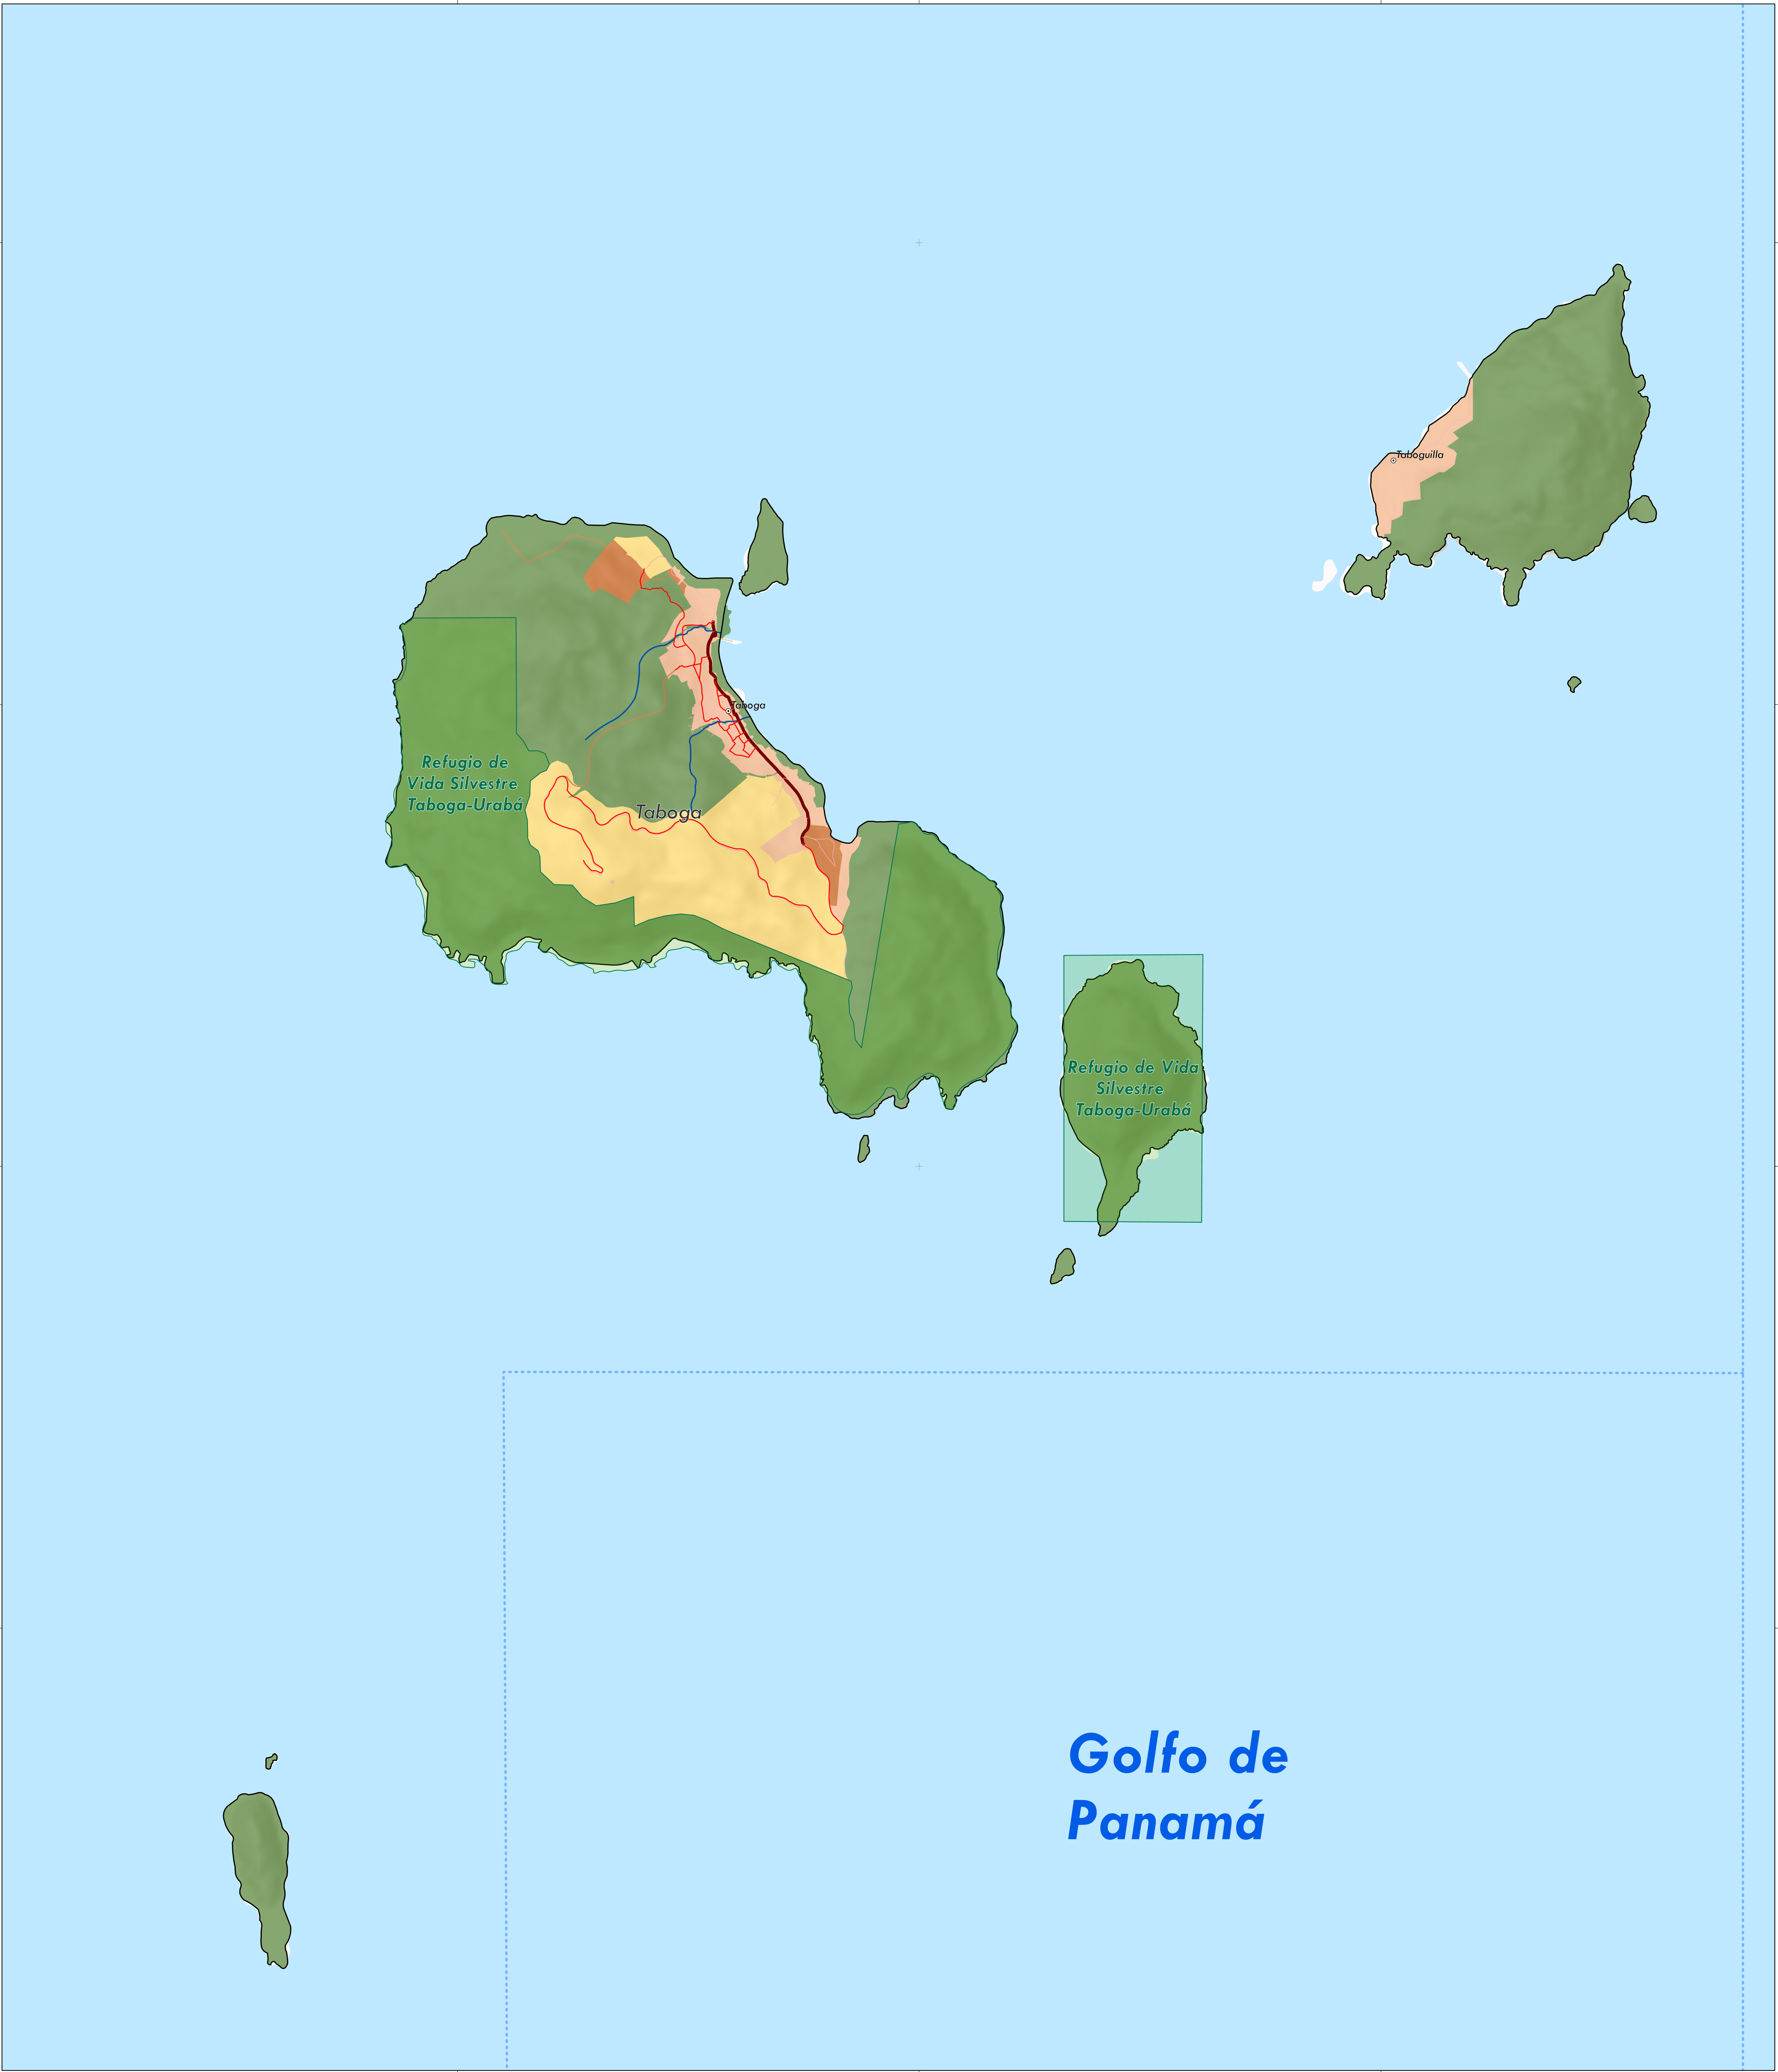 Taboguilla
Taboga
Refugio de
Vida Silvestre
Taboga-Urabá
Taboga
Refugio de Vida
Silvestre
Taboga-Urabá
Golfo de
Panamá